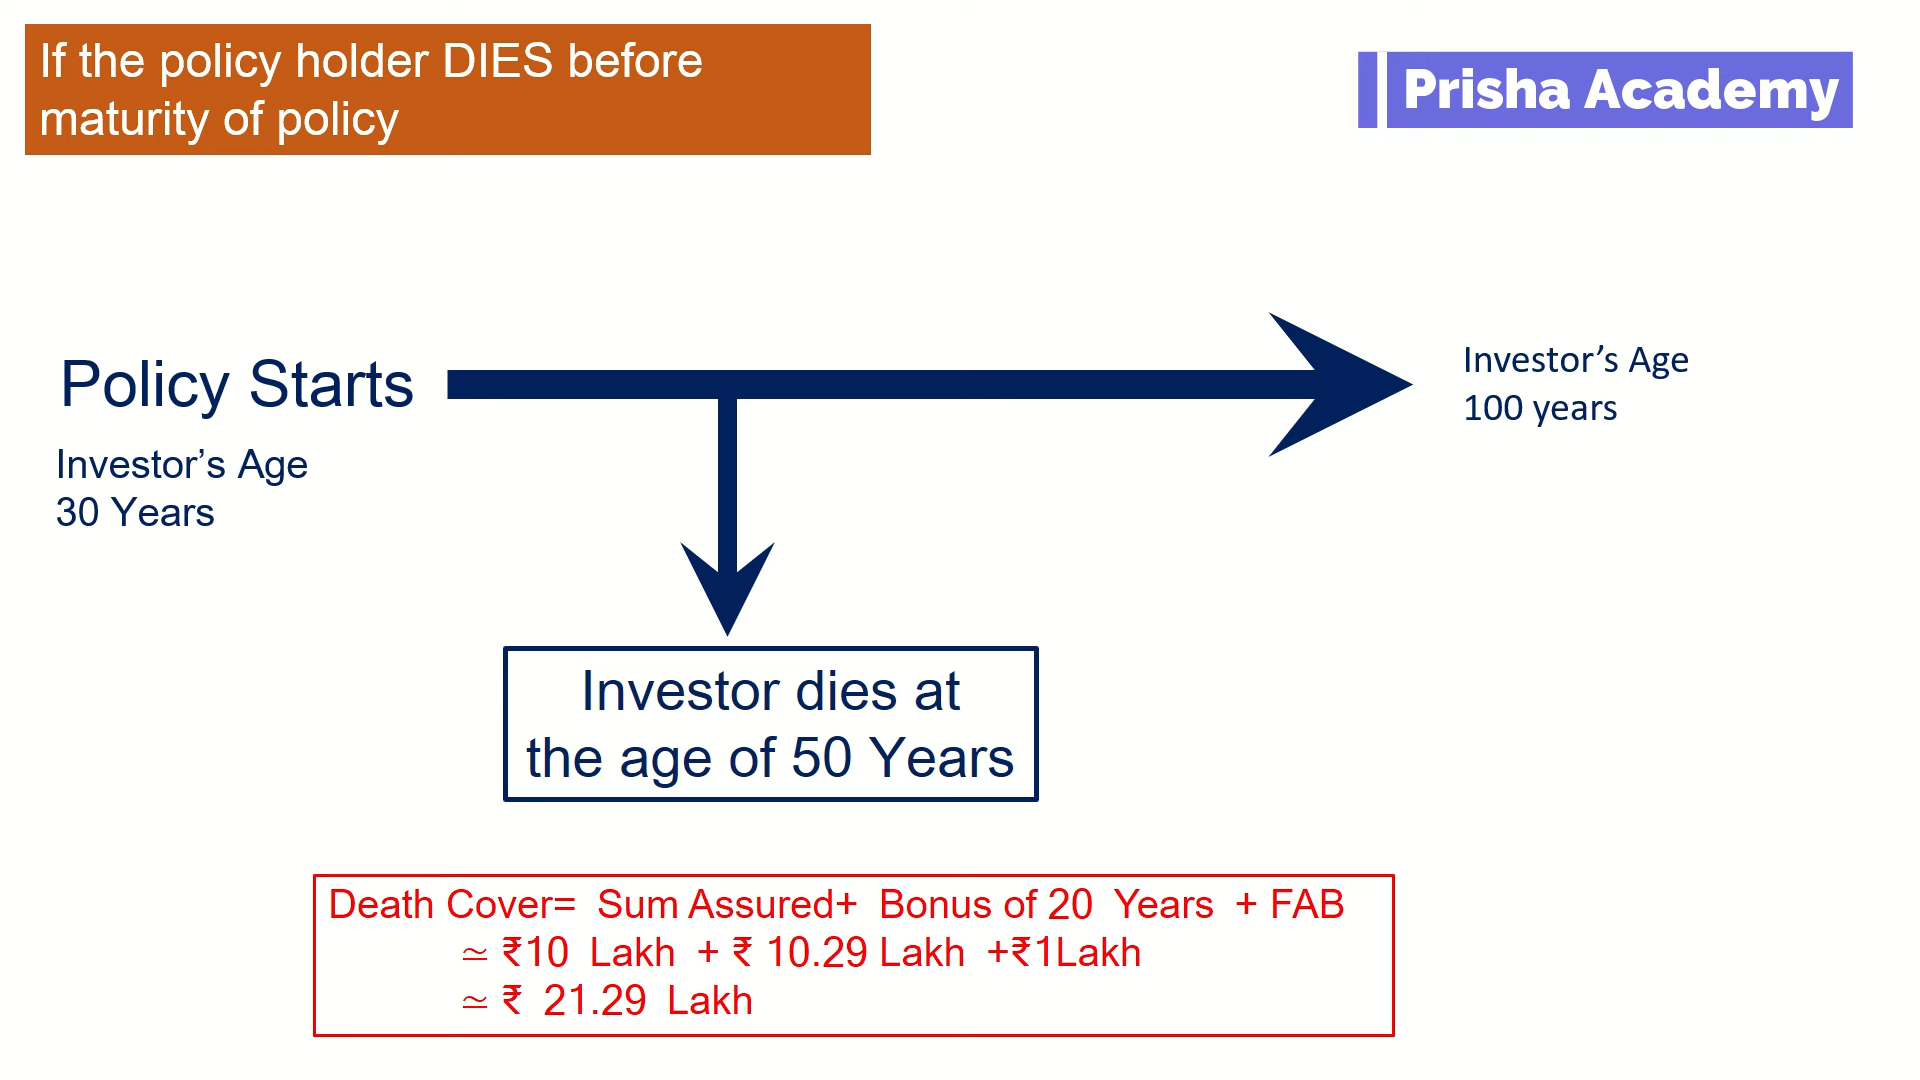 If the policy holder DIES before
maturity of policy
Prisha Academy
Policy Starts
Investor’s Age
30 Years
Investor’s Age
100 years
Investor dies at
the age of 50 Years
Death Cover= Sum Assured+ Bonus of 20 Years + FAB
≃ ₹10 Lakh + ₹ 10.29 Lakh +₹1Lakh
≃ ₹ 21.29 Lakh